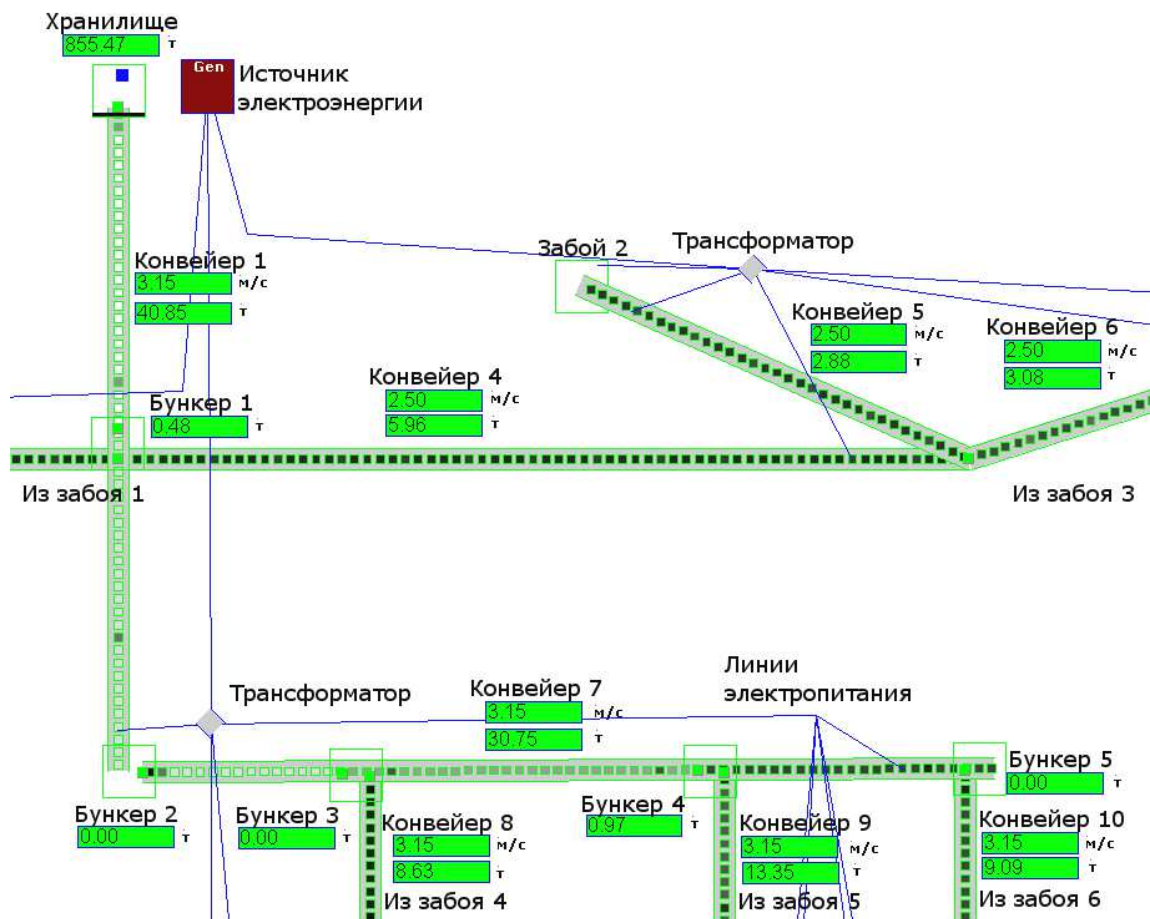 Хранилище
855.47 т
Gen
Источник
электроэнергии
Забой 2
Трансформатор
Конвейер 1
3.15 м/с
40.85 т
Конвейер 5
2.50 м/с
2.88 т
Конвейер 6
2.50 м/с
3.08 т
Конвейер 4
2.50 м/с
5.96 т
Бункер 1
0.48 т
Из забоя 1
Из забоя 3
Трансформатор
Конвейер 7
3.15 м/с
30.75 т
Линии
электропитания
Бункер 2
0.00 т
Бункер 3
0.00 т
Конвейер 8
3.15 м/с
8.63 т
Из забоя 4
Бункер 4
0.97 т
Конвейер 9
3.15 м/с
13.35 т
Из забоя 5
Бункер 5
0.00 т
Конвейер 10
3.15 м/с
9.09 т
Из забоя 6